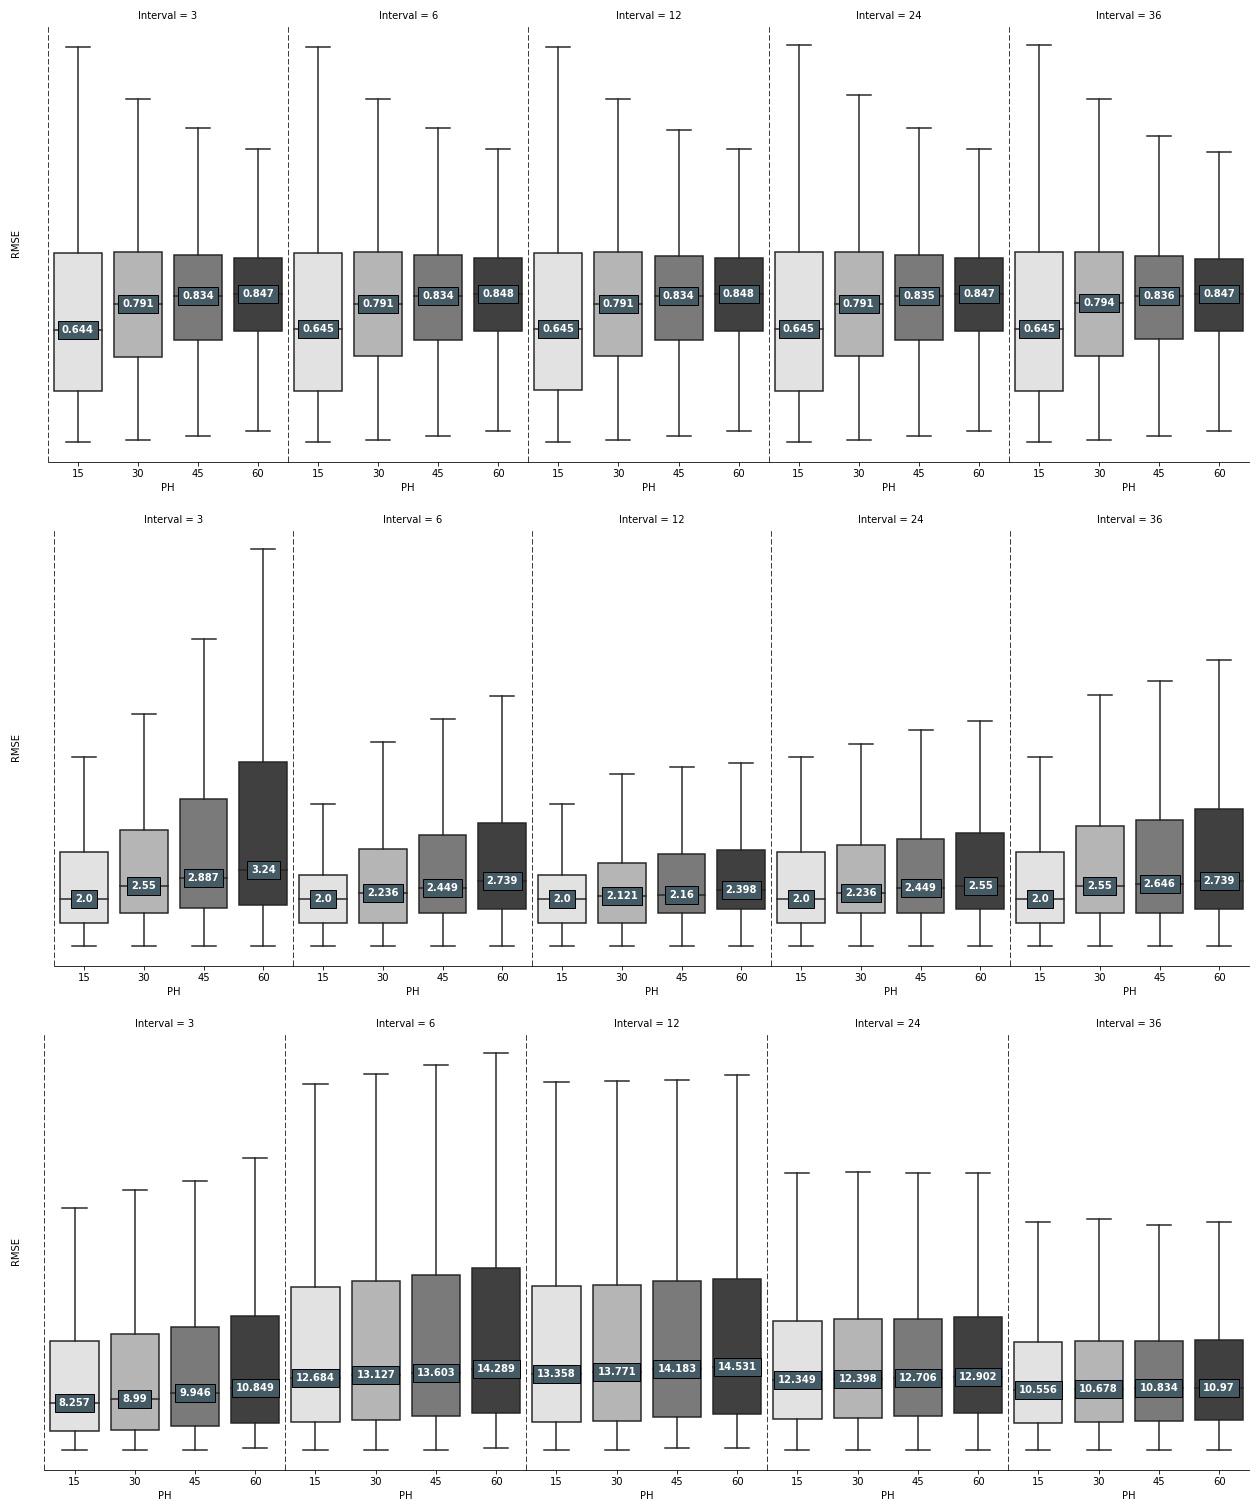 Interval = 3 Interval = 6 Interval = 12 Interval = 24 Interval = 36
RMSE
0.644 0.791 0.834 0.847 0.645 0.791 0.834 0.848 0.645 0.791 0.834 0.848 0.645 0.791 0.835 0.847 0.645 0.794 0.836 0.847
15 30 45 60 15 30 45 60 15 30 45 60 15 30 45 60 15 30 45 60
PH PH PH PH PH
Interval = 3 Interval = 6 Interval = 12 Interval = 24 Interval = 36
RMSE
2.0 2.55 2.887 3.24 2.0 2.236 2.449 2.739 2.0 2.121 2.16 2.398 2.0 2.236 2.449 2.55 2.0 2.55 2.646 2.739
15 30 45 60 15 30 45 60 15 30 45 60 15 30 45 60 15 30 45 60
PH PH PH PH PH
Interval = 3 Interval = 6 Interval = 12 Interval = 24 Interval = 36
RMSE
8.257 8.99 9.946 10.849 12.684 13.127 13.603 14.289 13.358 13.771 14.183 14.531 12.349 12.398 12.706 12.902 10.556 10.678 10.834 10.97
15 30 45 60 15 30 45 60 15 30 45 60 15 30 45 60 15 30 45 60
PH PH PH PH PH